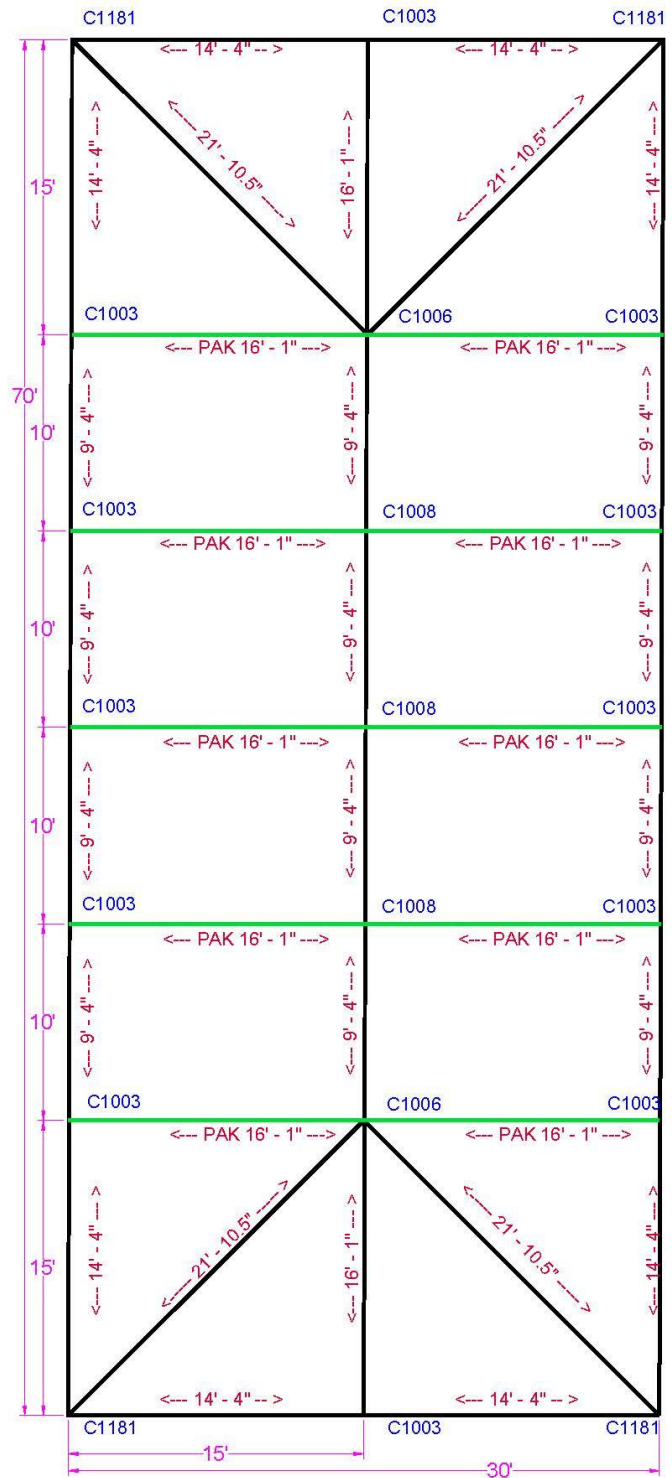 C1181 C1003 C1181
<--- 14' - 4" -- > <--- 14' - 4" -- >
<---- 14' - 4" ---->
<---- 21' - 10.5" ---->
<---- 16' - 1" ---->
<---- 21' - 10.5" ---->
<---- 14' - 4" ---->
15'
C1003 C1006 C1003
<--- PAK 16' - 1" ---> <--- PAK 16' - 1" --->
70'
10'
<---- 9' - 4" ---->
<---- 9' - 4" ---->
<---- 9' - 4" ---->
C1003 C1008 C1003
<--- PAK 16' - 1" ---> <--- PAK 16' - 1" --->
10'
<---- 9' - 4" ---->
<---- 9' - 4" ---->
<---- 9' - 4" ---->
C1003 C1008 C1003
<--- PAK 16' - 1" ---> <--- PAK 16' - 1" --->
10'
<---- 9' - 4" ---->
<---- 9' - 4" ---->
<---- 9' - 4" ---->
C1003 C1008 C1003
<--- PAK 16' - 1" ---> <--- PAK 16' - 1" --->
10'
<---- 9' - 4" ---->
<---- 9' - 4" ---->
<---- 9' - 4" ---->
C1003 C1006 C1003
<--- PAK 16' - 1" ---> <--- PAK 16' - 1" --->
15'
<---- 14' - 4" ---->
<---- 21' - 10.5" ---->
<---- 16' - 1" ---->
<---- 21' - 10.5" ---->
<---- 14' - 4" ---->
<--- 14' - 4" -- > <--- 14' - 4" -- >
C1181 C1003 C1181
15'
30'